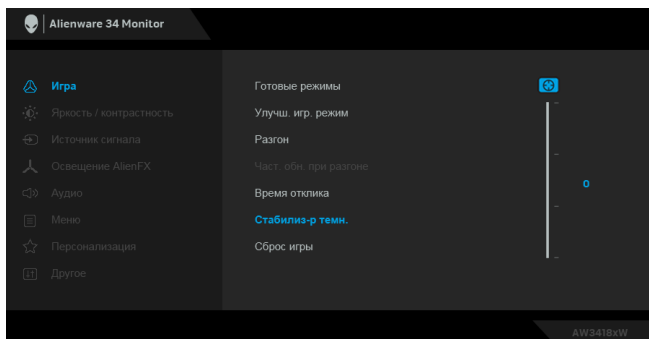 Alienware 34 Monitor
Игра
Яркость / контрастность
Источник сигнала
Освещение AlienFX
Аудио
Меню
Персонализация
Другое
Готовые режимы
Улучш. игр. режим
Разгон
Част. обн. при разгоне
Время отклика
Стабилиз-р темн.
Сброс игры
0
AW3418xW